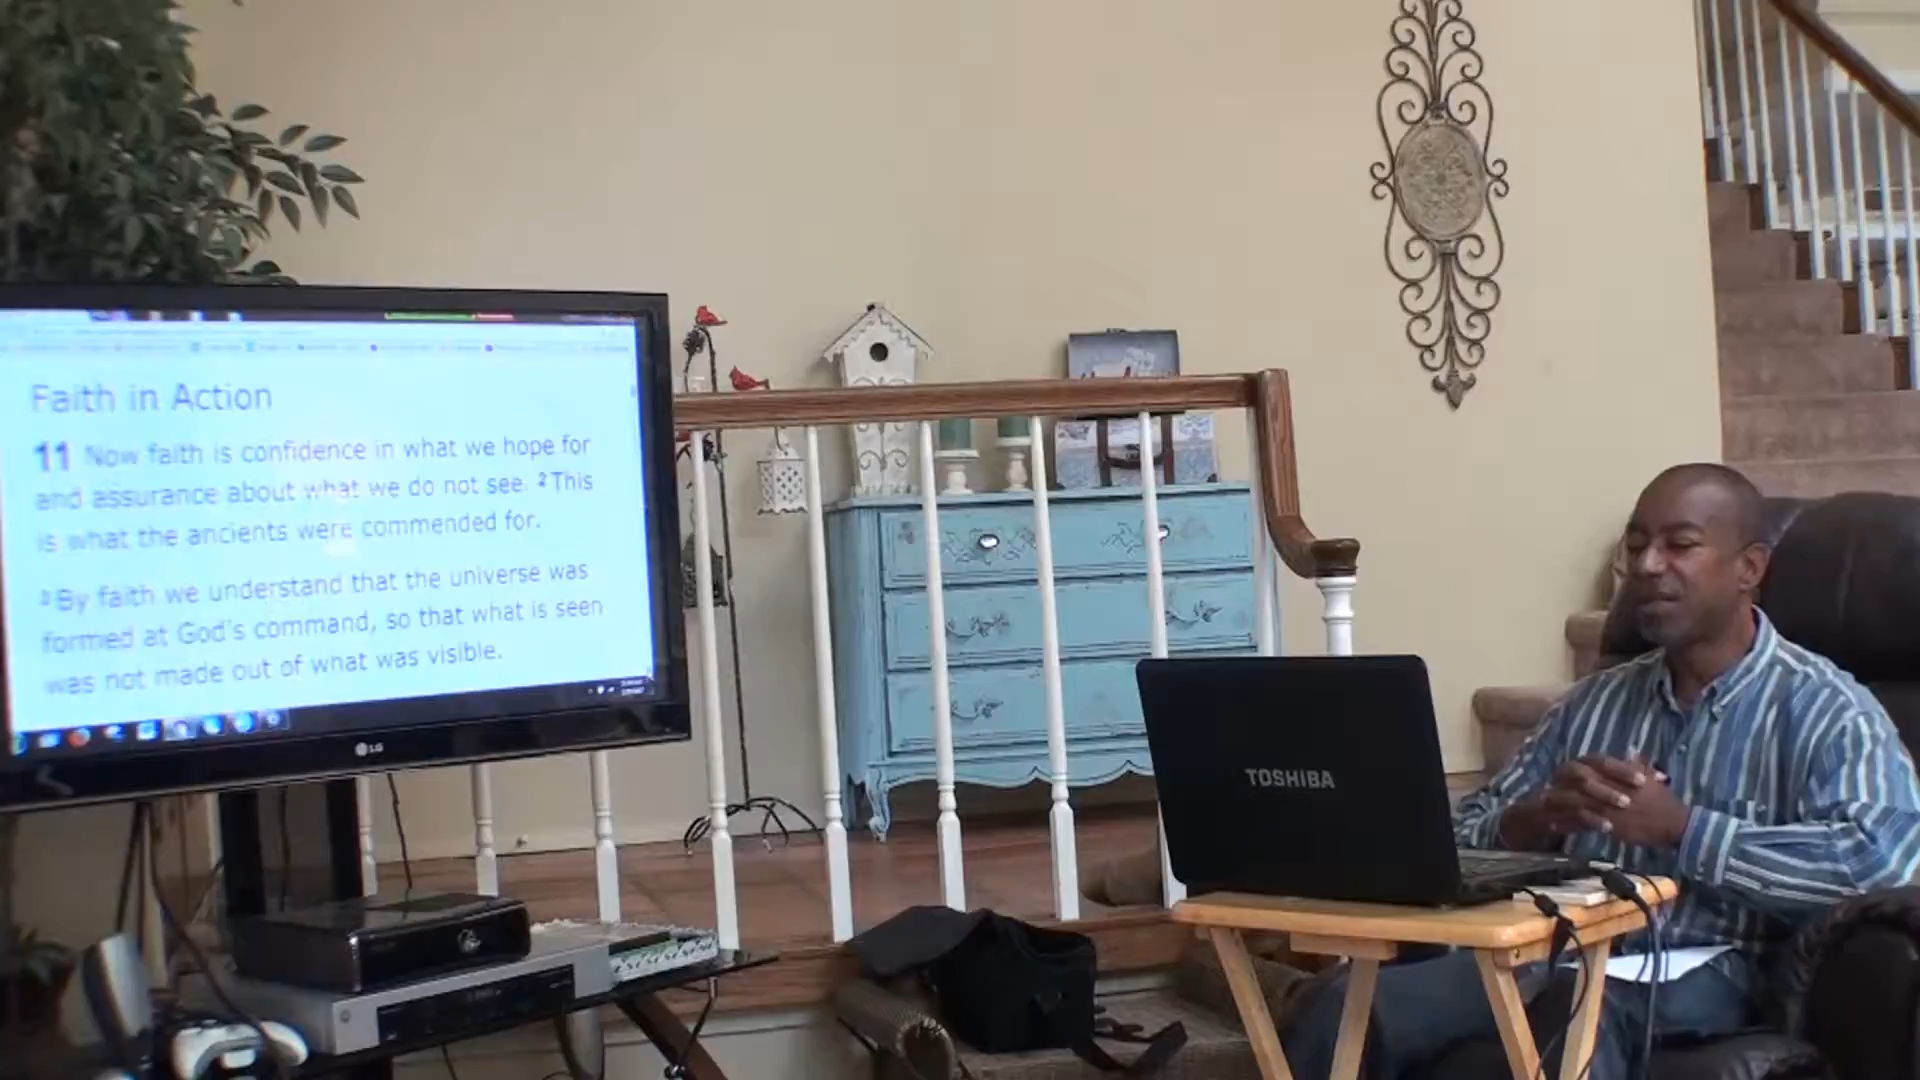 Faith in Action
11 Now faith is confidence in what we hope for
and assurance about what we do not see. 2 This
is what the ancients were commended for.
3 By faith we understand that the universe was
formed at God's command, so that what is seen
was not made out of what was visible.
LG
TOSHIBA